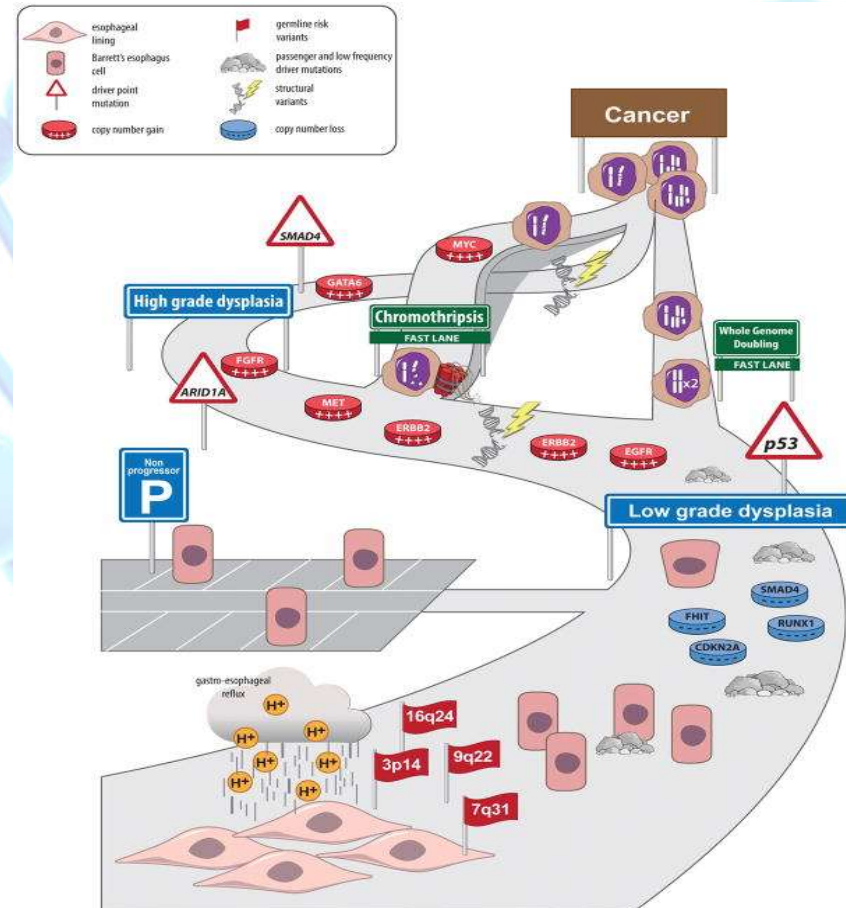 esophageal
lining
germline risk
variants
Barrett's esophagus
cell
passenger and low frequency
driver mutations
driver point
mutation
structural
variants
++++
copy number gain
copy number loss
Cancer
SMAD4
MYC
++++
GATA6
++++
High grade dysplasia
Chromothripsis
FAST LANE
Whole Genome
Doubling
FAST LANE
FGFR
++++
ARID1A
x2
MET
++++
ERBB2
++++
ERBB2
++++
EGFR
++++
p53
Non
progressor
P
Low grade dysplasia
SMAD4
FHIT
RUNX1
CDKN2A
gastro-esophageal
reflux
H+
H+
H+
H+
H+
H+
H+
16q24
3p14
9q22
7q31